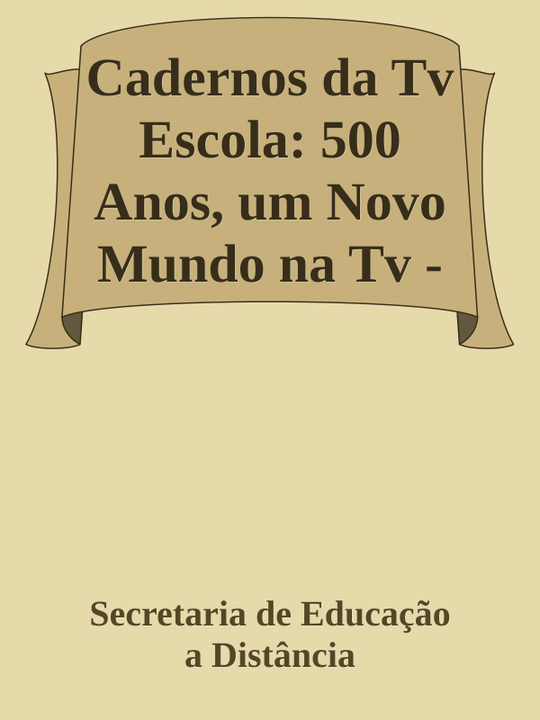 Cadernos da Tv
Escola: 500
Anos, um Novo
Mundo na Tv -
Secretaria de Educação
a Distância